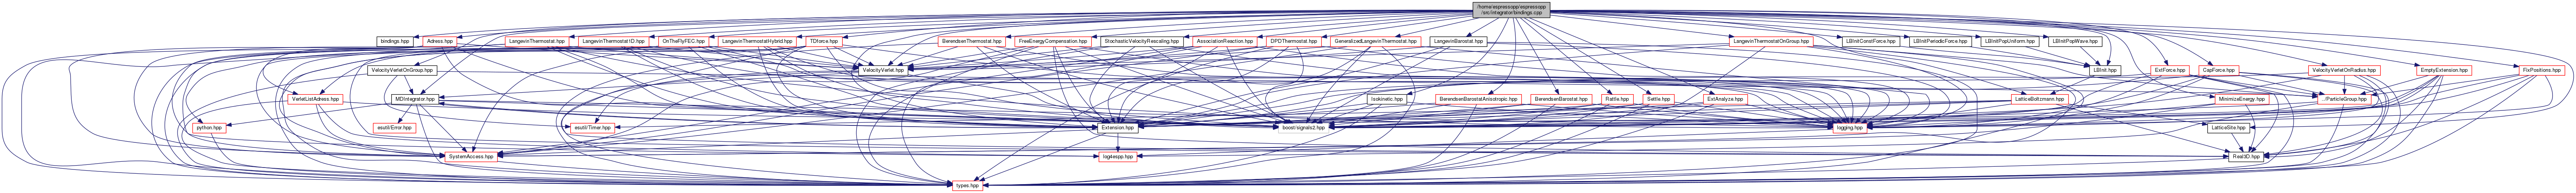 /home/espressopp/espressopp
/src/integrator/bindings.cpp
bindings.hpp
Adress.hpp
LangevinThermostat.hpp
LangevinThermostat1D.hpp
OnTheFlyFEC.hpp
LangevinThermostatHybrid.hpp
TDforce.hpp
BerendsenThermostat.hpp
FreeEnergyCompensation.hpp
StochasticVelocityRescaling.hpp
AssociationReaction.hpp
DPDThermostat.hpp
GeneralizedLangevinThermostat.hpp
LangevinBarostat.hpp
LangevinThermostatOnGroup.hpp
LBInitConstForce.hpp
LBInitPeriodicForce.hpp
LBInitPopUniform.hpp
LBInitPopWave.hpp
VelocityVerletOnGroup.hpp
VelocityVerlet.hpp
LBInit.hpp
ExtForce.hpp
CapForce.hpp
VelocityVerletOnRadius.hpp
EmptyExtension.hpp
FixPositions.hpp
VerletListAdress.hpp
MDIntegrator.hpp
Isokinetic.hpp
BerendsenBarostatAnisotropic.hpp
BerendsenBarostat.hpp
Rattle.hpp
Settle.hpp
ExtAnalyze.hpp
LatticeBoltzmann.hpp
MinimizeEnergy.hpp
../ParticleGroup.hpp
python.hpp
esutil/Error.hpp
esutil/Timer.hpp
Extension.hpp
boost/signals2.hpp
logging.hpp
LatticeSite.hpp
SystemAccess.hpp
log4espp.hpp
Real3D.hpp
types.hpp